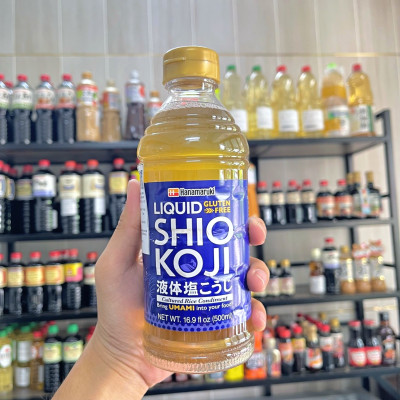 Hanamaruki
LIQUID GLUTEN FREE
SHIO
KOJI
液体塩こうじ
Cultured Rice Condiment
Bring UMAMI into your food
NET WT. 16.9 fl oz (500ml)